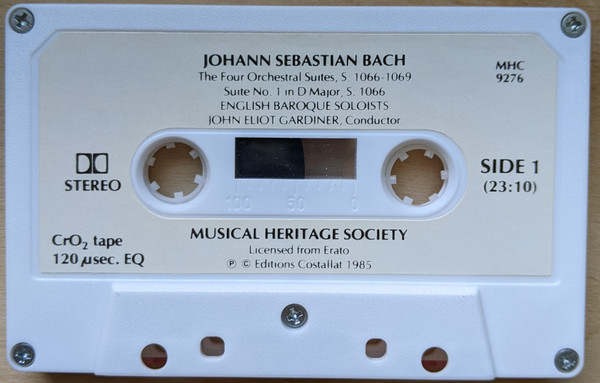 JOHANN SEBASTIAN BACH
The Four Orchestral Suites, S. 1066-1069
Suite No. 1 in D Major, S. 1066
ENGLISH BAROQUE SOLOISTS
JOHN ELIOT GARDINER, Conductor
MHC
9276
STEREO
SIDE 1
(23:10)
100 50 0
CrO₂ tape
120 µsec. EQ
MUSICAL HERITAGE SOCIETY
Licensed from Erato
℗ © Editions Costallat 1985